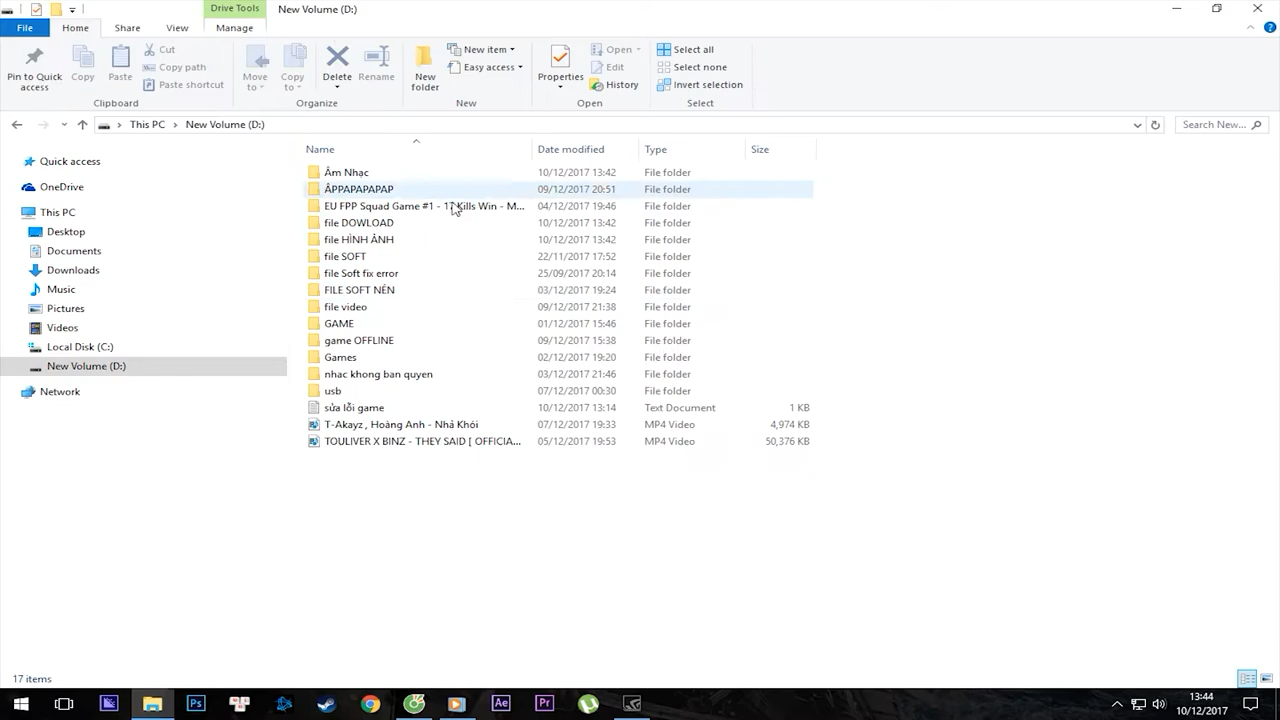 Drive Tools
New Volume (D:)
File
Home
Share
View
Manage
Pin to Quick access
Copy
Paste
Cut
Copy path
Paste shortcut
Clipboard
Move to
Copy to
Delete
Rename
Organize
New folder
New item
Easy access
New
Properties
Open
Edit
History
Open
Select all
Select none
Invert selection
Select
This PC
New Volume (D:)
Search New...
Quick access
OneDrive
This PC
Desktop
Documents
Downloads
Music
Pictures
Videos
Local Disk (C:)
New Volume (D:)
Network
Name Date modified Type Size
Âm Nhạc 10/12/2017 13:42 File folder
ÂPPAPAPAPAP 09/12/2017 20:51 File folder
EU FPP Squad Game #1 - 17 Kills Win - M... 04/12/2017 19:46 File folder
file DOWLOAD 10/12/2017 13:42 File folder
file HÌNH ẢNH 10/12/2017 13:42 File folder
file SOFT 22/11/2017 17:52 File folder
file Soft fix error 25/09/2017 20:14 File folder
FILE SOFT NÉN 03/12/2017 19:24 File folder
file video 09/12/2017 21:38 File folder
GAME 01/12/2017 15:46 File folder
game OFFLINE 09/12/2017 15:38 File folder
Games 02/12/2017 19:20 File folder
nhac khong ban quyen 03/12/2017 21:46 File folder
usb 07/12/2017 00:30 File folder
sửa lỗi game 10/12/2017 13:14 Text Document 1 KB
T-Akayz , Hoàng Anh - Nhả Khói 07/12/2017 19:33 MP4 Video 4,974 KB
TOULIVER X BINZ - THEY SAID [ OFFICIA... 05/12/2017 19:53 MP4 Video 50,376 KB
17 items
Ps
Ae
Pr
13:44
10/12/2017